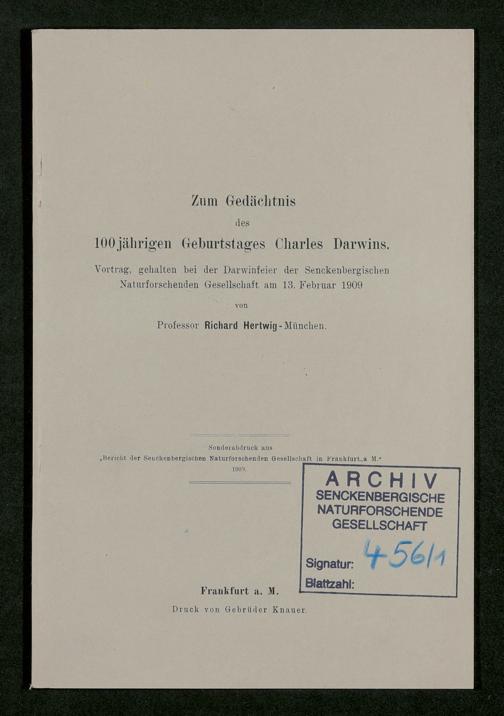 Zum Gedächtnis
des
100jährigen Geburtstages Charles Darwins.
Vortrag, gehalten bei der Darwinfeier der Senckenbergischen
Naturforschenden Gesellschaft am 13. Februar 1909
von
Professor Richard Hertwig-München.
Sonderabdruck aus
„Bericht der Senckenbergischen Naturforschenden Gesellschaft in Frankfurt a M.“
1909.
ARCHIV
SENCKENBERGISCHE
NATURFORSCHENDE
GESELLSCHAFT
Signatur: 456/1
Blattzahl:
Frankfurt a. M.
Druck von Gebrüder Knauer.